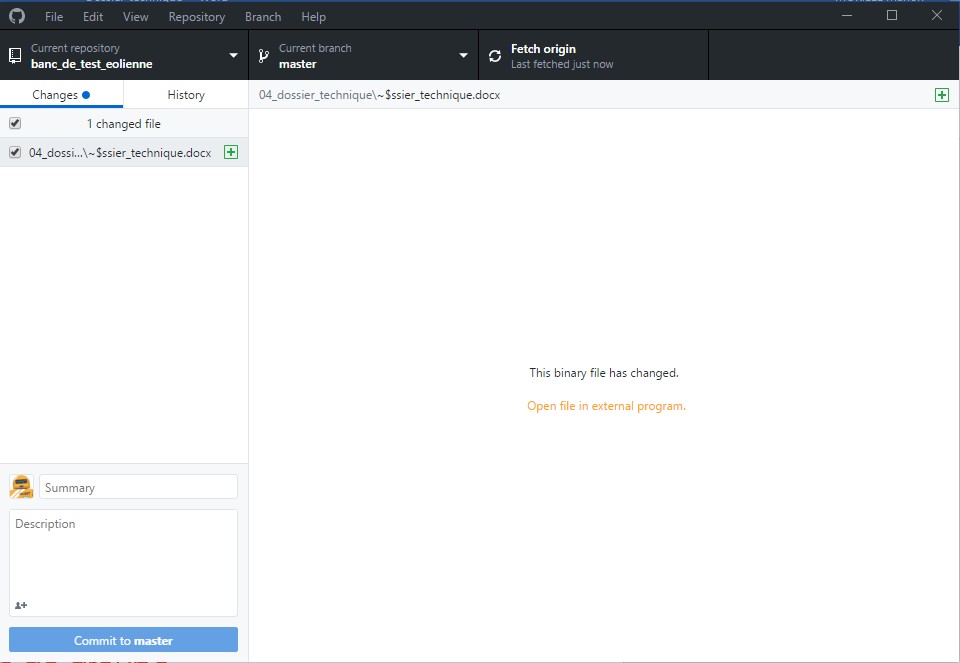 File Edit View Repository Branch Help
Current repository
banc_de_test_eolienne
Current branch
master
Fetch origin
Last fetched just now
Changes
History
04_dossier_technique\~$ssier_technique.docx
1 changed file
04_dossi...\~$ssier_technique.docx
This binary file has changed.
Open file in external program.
Summary
Description
Commit to master